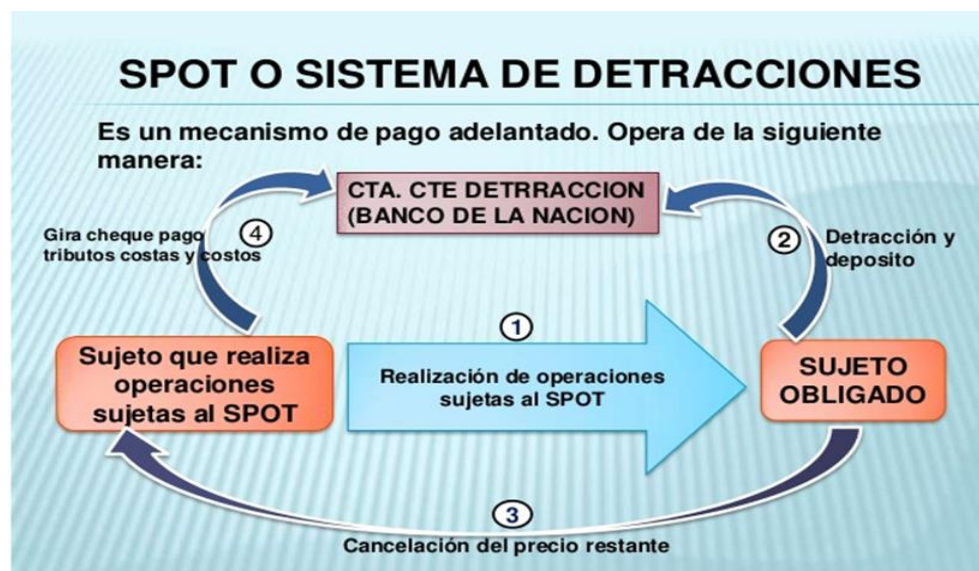 SPOT O SISTEMA DE DETRACCIONES
Es un mecanismo de pago adelantado. Opera de la siguiente
manera:
CTA. CTE DETRRACCION
(BANCO DE LA NACION)
Gira cheque pago
tributos costas y costos
4
2
Detracción y
deposito
1
Sujeto que realiza
operaciones
sujetas al SPOT
Realización de operaciones
sujetas al SPOT
SUJETO
OBLIGADO
3
Cancelación del precio restante